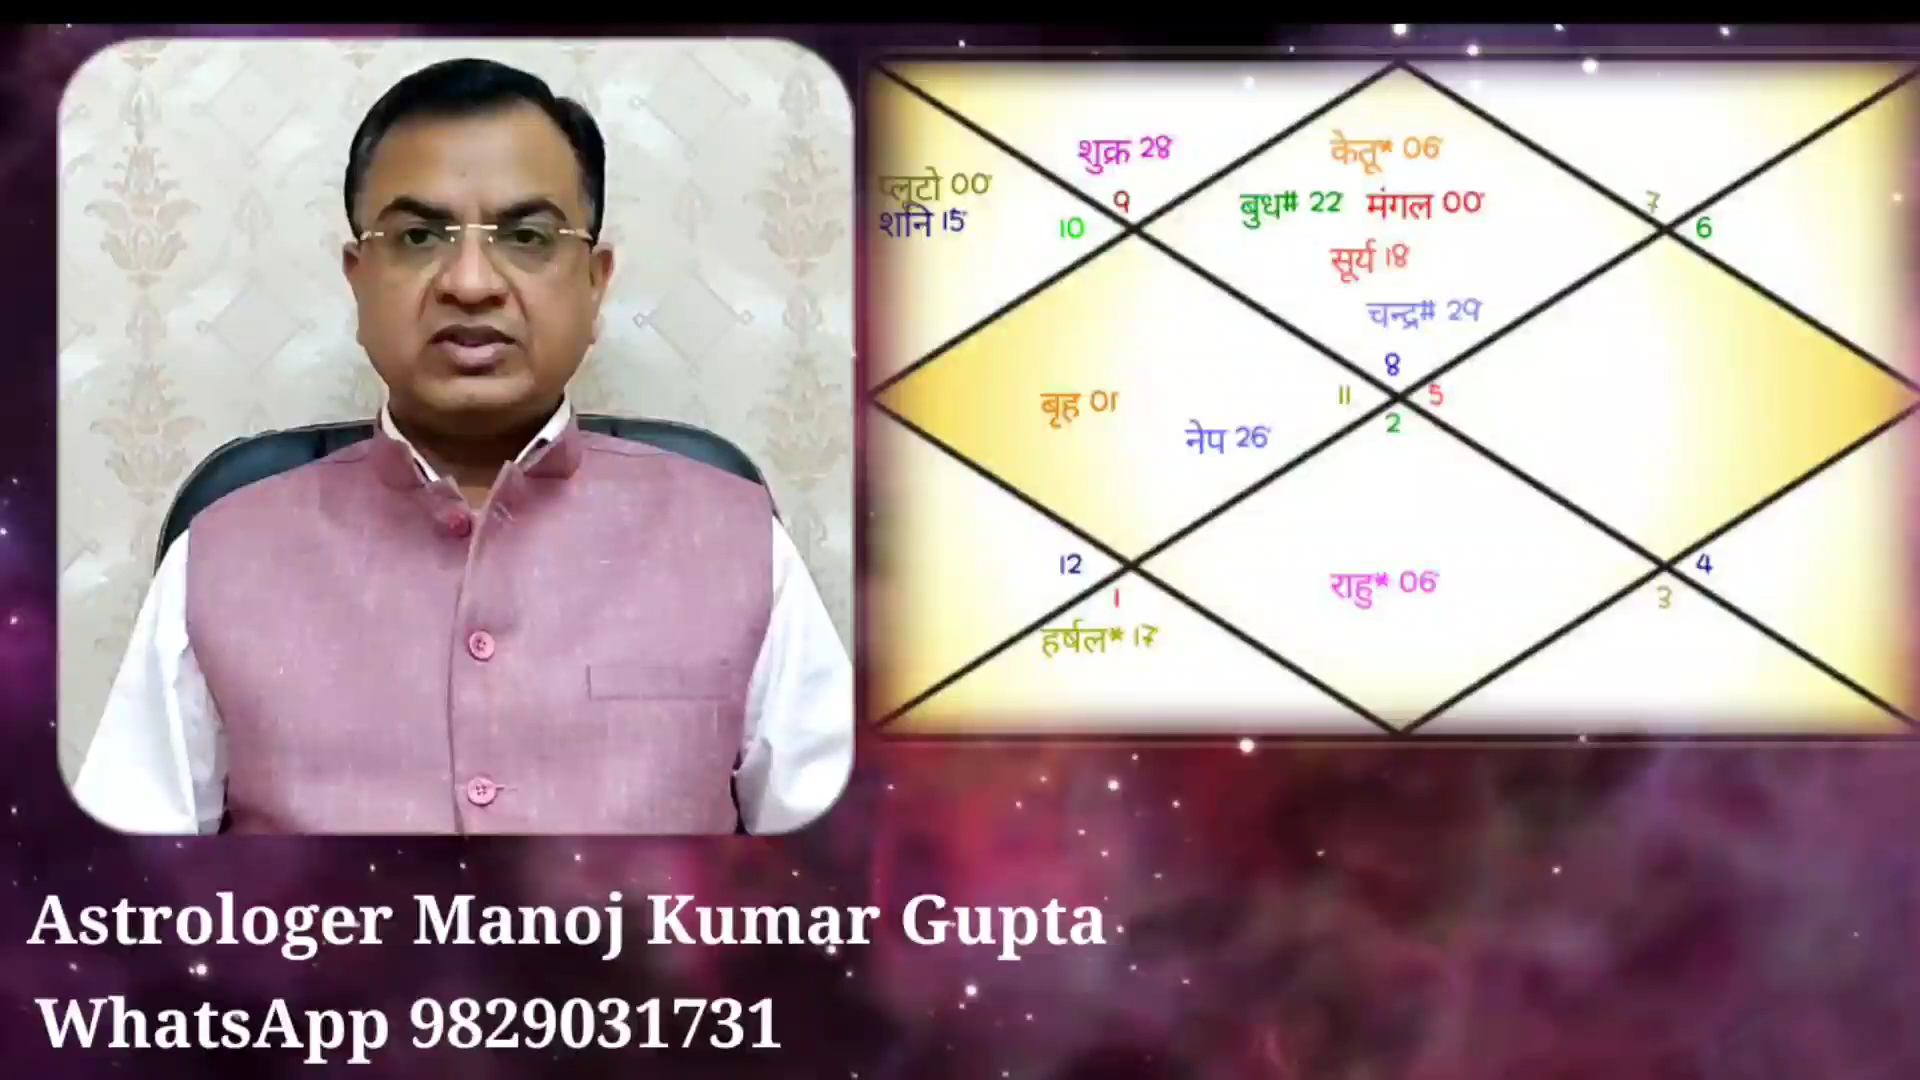 शुक्र 28
केतू* 06
प्लूटो 00
शनि 15
10
9
बुध# 22 मंगल 00
7
6
सूर्य 18
चन्द्र# 29
8
बृह 01
11
5
नेप 26
2
12
1
राहु* 06
4
3
हर्षल* 17
Astrologer Manoj Kumar Gupta
WhatsApp 9829031731